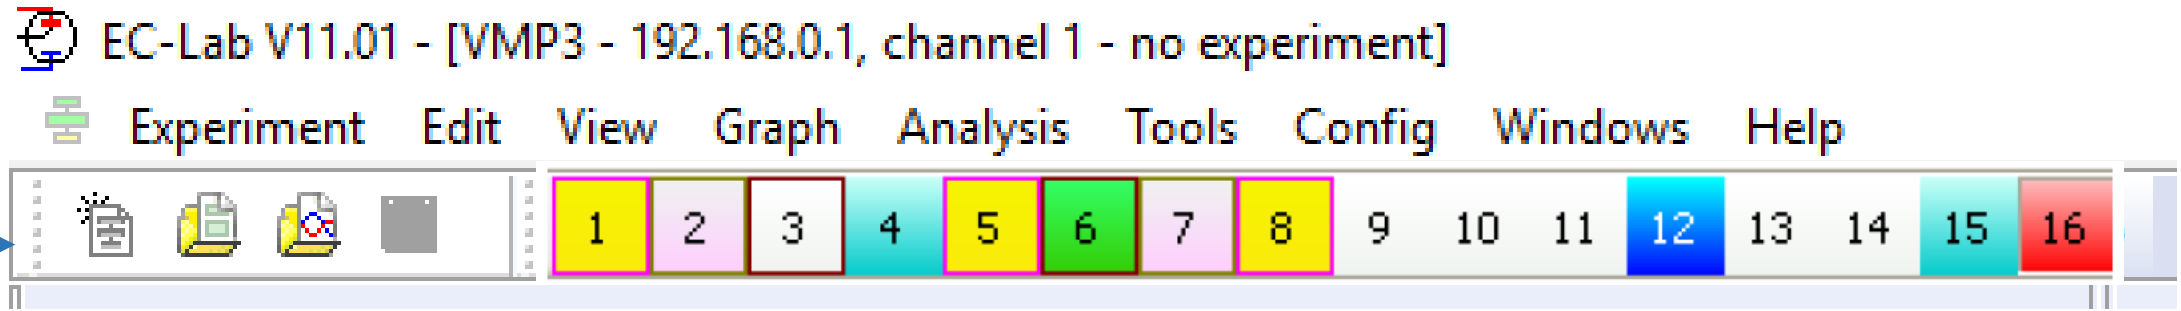 EC-Lab V11.01 - [VMP3 - 192.168.0.1, channel 1 - no experiment]
Experiment Edit View Graph Analysis Tools Config Windows Help
1 2 3 4 5 6 7 8 9 10 11 12 13 14 15 16